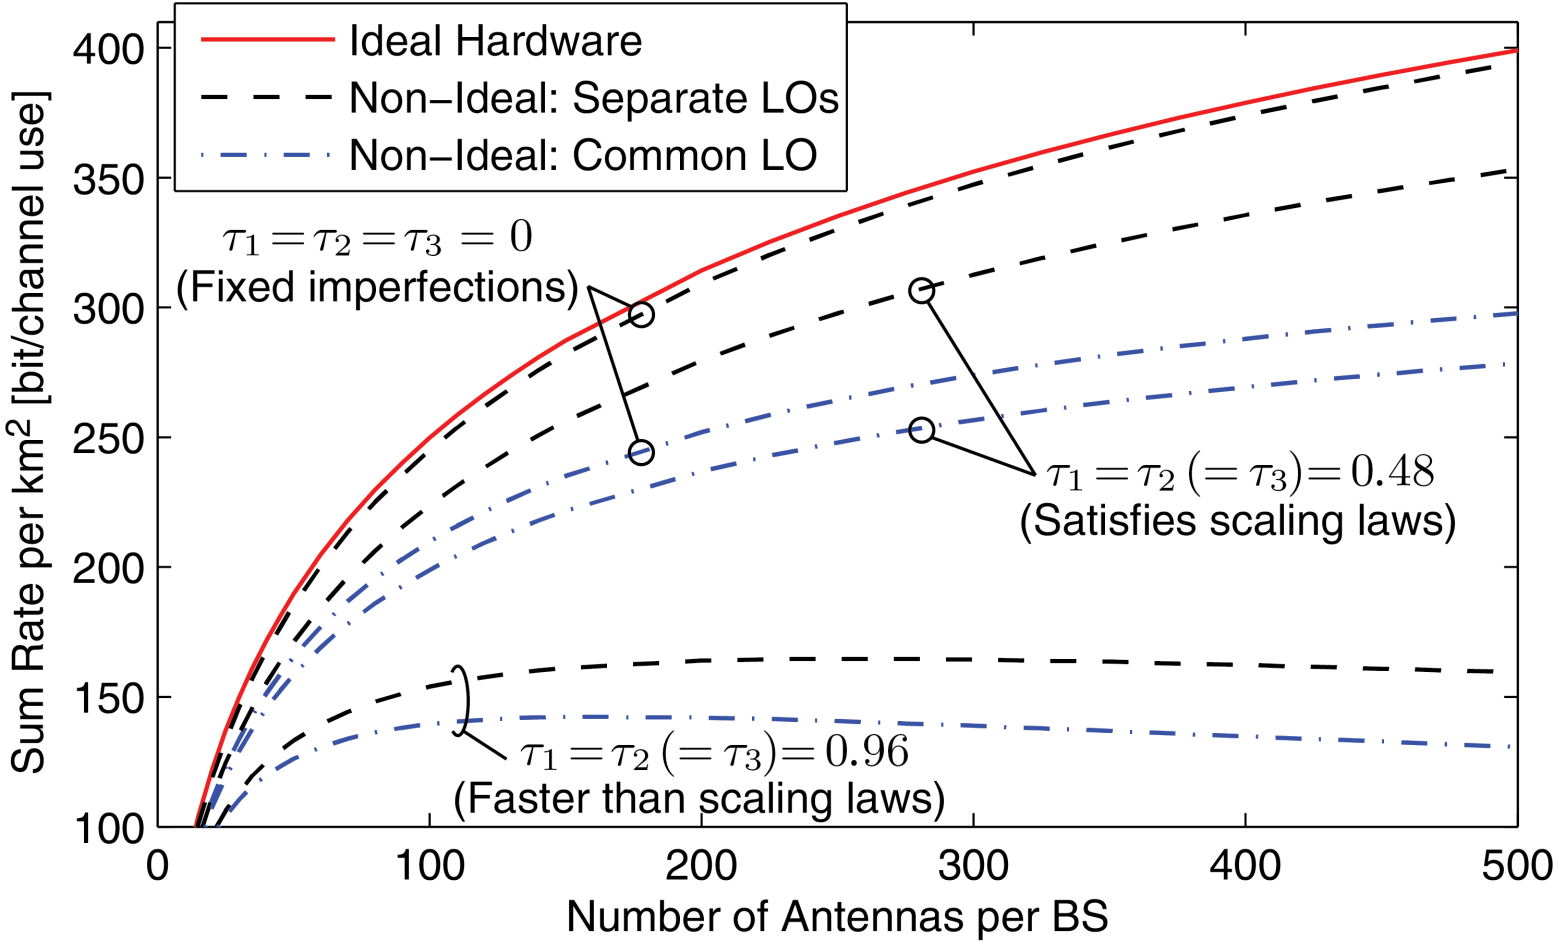 Ideal Hardware
Non–Ideal: Separate LOs
Non–Ideal: Common LO
400
350
300
250
200
150
100
Sum Rate per km² [bit/channel use]
τ₁ = τ₂ = τ₃ = 0
(Fixed imperfections)
τ₁ = τ₂ (= τ₃) = 0.48
(Satisfies scaling laws)
τ₁ = τ₂ (= τ₃) = 0.96
(Faster than scaling laws)
0 100 200 300 400 500
Number of Antennas per BS